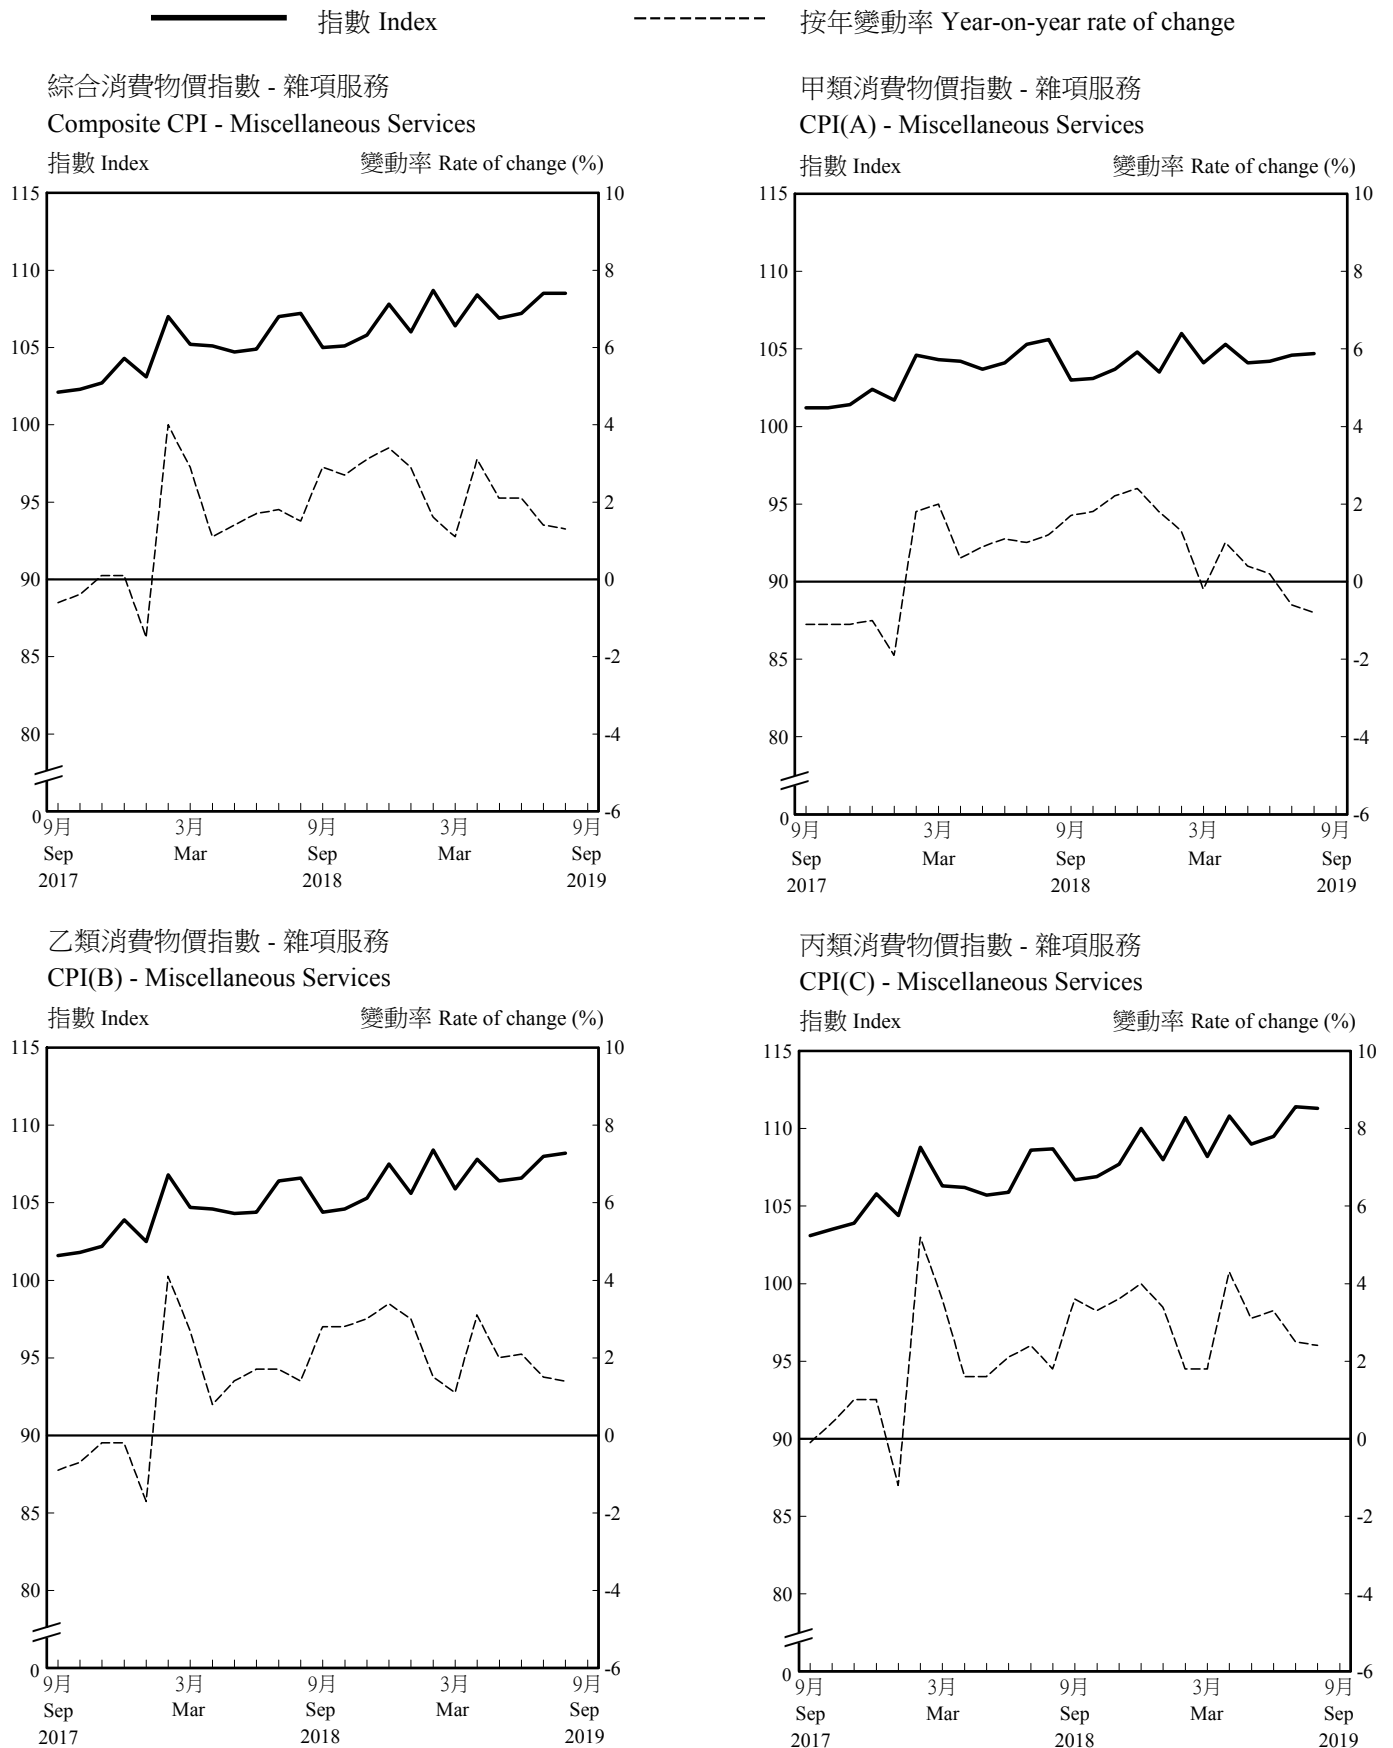 指數 Index
按年變動率 Year-on-year rate of change
綜合消費物價指數 - 雜項服務
Composite CPI - Miscellaneous Services
指數 Index 變動率 Rate of change (%)
115 10
110 8
105 6
100 4
95 2
90 0
85 -2
80 -4
0 -6
9月 3月 9月 3月 9月
Sep Mar Sep Mar Sep
2017 2018 2019
甲類消費物價指數 - 雜項服務
CPI(A) - Miscellaneous Services
指數 Index 變動率 Rate of change (%)
115 10
110 8
105 6
100 4
95 2
90 0
85 -2
80 -4
0 -6
9月 3月 9月 3月 9月
Sep Mar Sep Mar Sep
2017 2018 2019
乙類消費物價指數 - 雜項服務
CPI(B) - Miscellaneous Services
指數 Index 變動率 Rate of change (%)
115 10
110 8
105 6
100 4
95 2
90 0
85 -2
80 -4
0 -6
9月 3月 9月 3月 9月
Sep Mar Sep Mar Sep
2017 2018 2019
丙類消費物價指數 - 雜項服務
CPI(C) - Miscellaneous Services
指數 Index 變動率 Rate of change (%)
115 10
110 8
105 6
100 4
95 2
90 0
85 -2
80 -4
0 -6
9月 3月 9月 3月 9月
Sep Mar Sep Mar Sep
2017 2018 2019